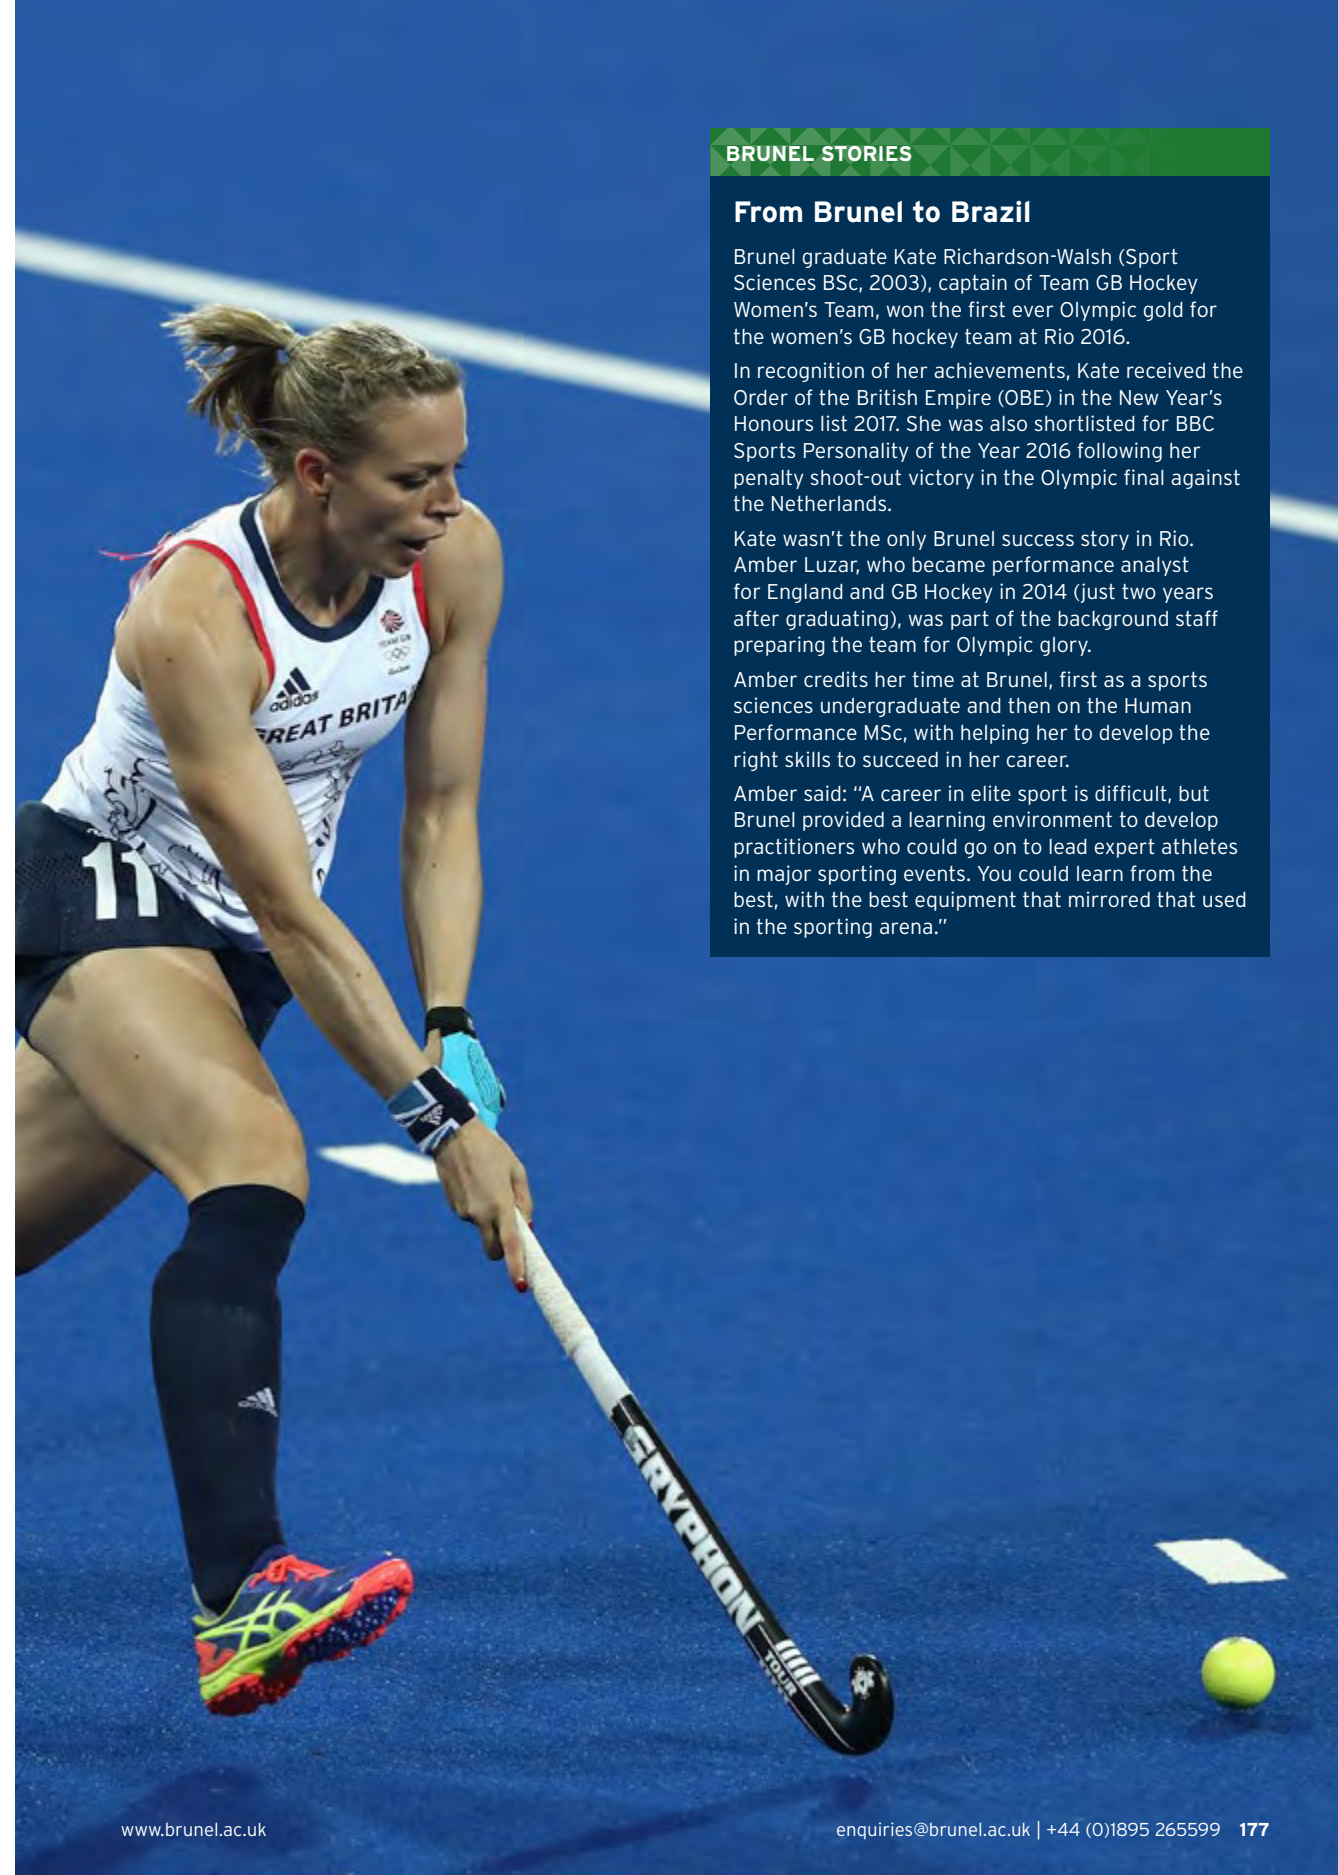 BRUNEL STORIES
From Brunel to Brazil
Brunel graduate Kate Richardson-Walsh (Sport
Sciences BSc, 2003), captain of Team GB Hockey
Women’s Team, won the first ever Olympic gold for
the women’s GB hockey team at Rio 2016.
In recognition of her achievements, Kate received the
Order of the British Empire (OBE) in the New Year’s
Honours list 2017. She was also shortlisted for BBC
Sports Personality of the Year 2016 following her
penalty shoot-out victory in the Olympic final against
the Netherlands.
Kate wasn’t the only Brunel success story in Rio.
Amber Luzar, who became performance analyst
for England and GB Hockey in 2014 (just two years
after graduating), was part of the background staff
preparing the team for Olympic glory.
Amber credits her time at Brunel, first as a sports
sciences undergraduate and then on the Human
Performance MSc, with helping her to develop the
right skills to succeed in her career.
Amber said: “A career in elite sport is difficult, but
Brunel provided a learning environment to develop
practitioners who could go on to lead expert athletes
in major sporting events. You could learn from the
best, with the best equipment that mirrored that used
in the sporting arena.”
TEAM GB
adidas
GREAT BRITA
11
GRYPHON
TOUR
www.brunel.ac.uk
enquiries@brunel.ac.uk | +44 (0)1895 265599 177